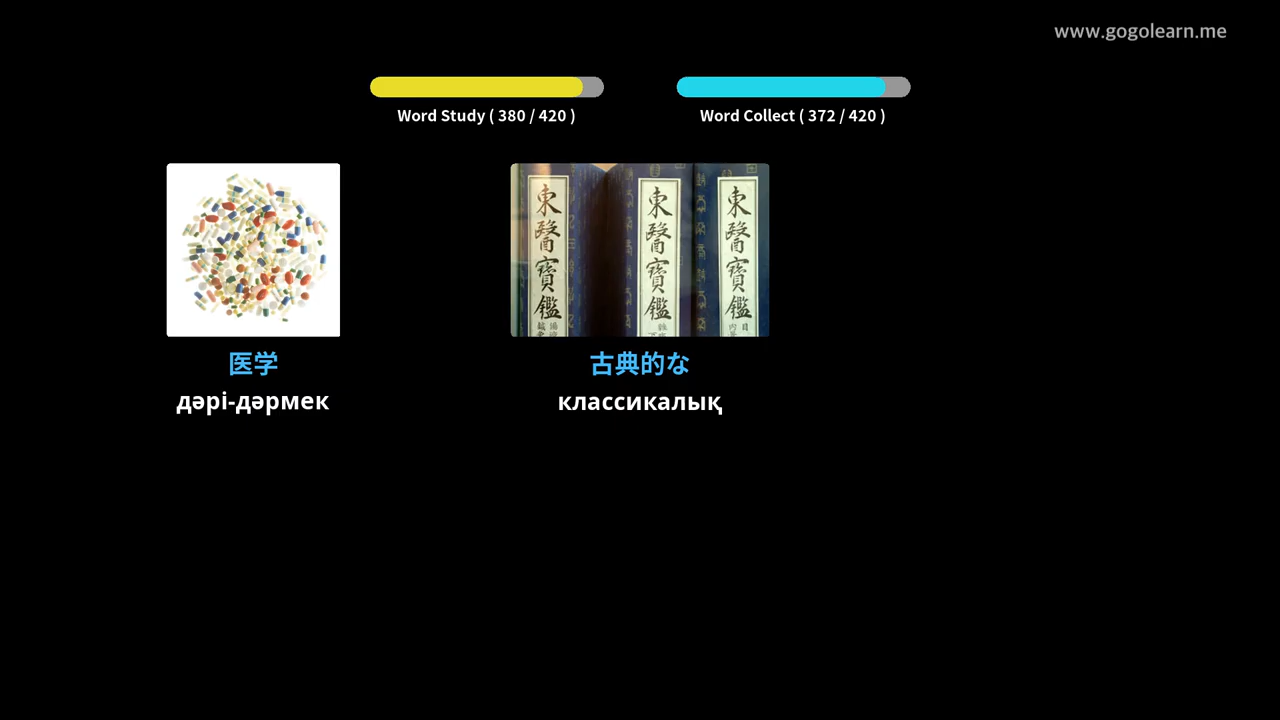 www.gogolearn.me
Word Study ( 380 / 420 )
Word Collect ( 372 / 420 )
東醫寶鑑
東醫寶鑑
東醫寶鑑
医学
古典的な
дәрі-дәрмек
классикалық